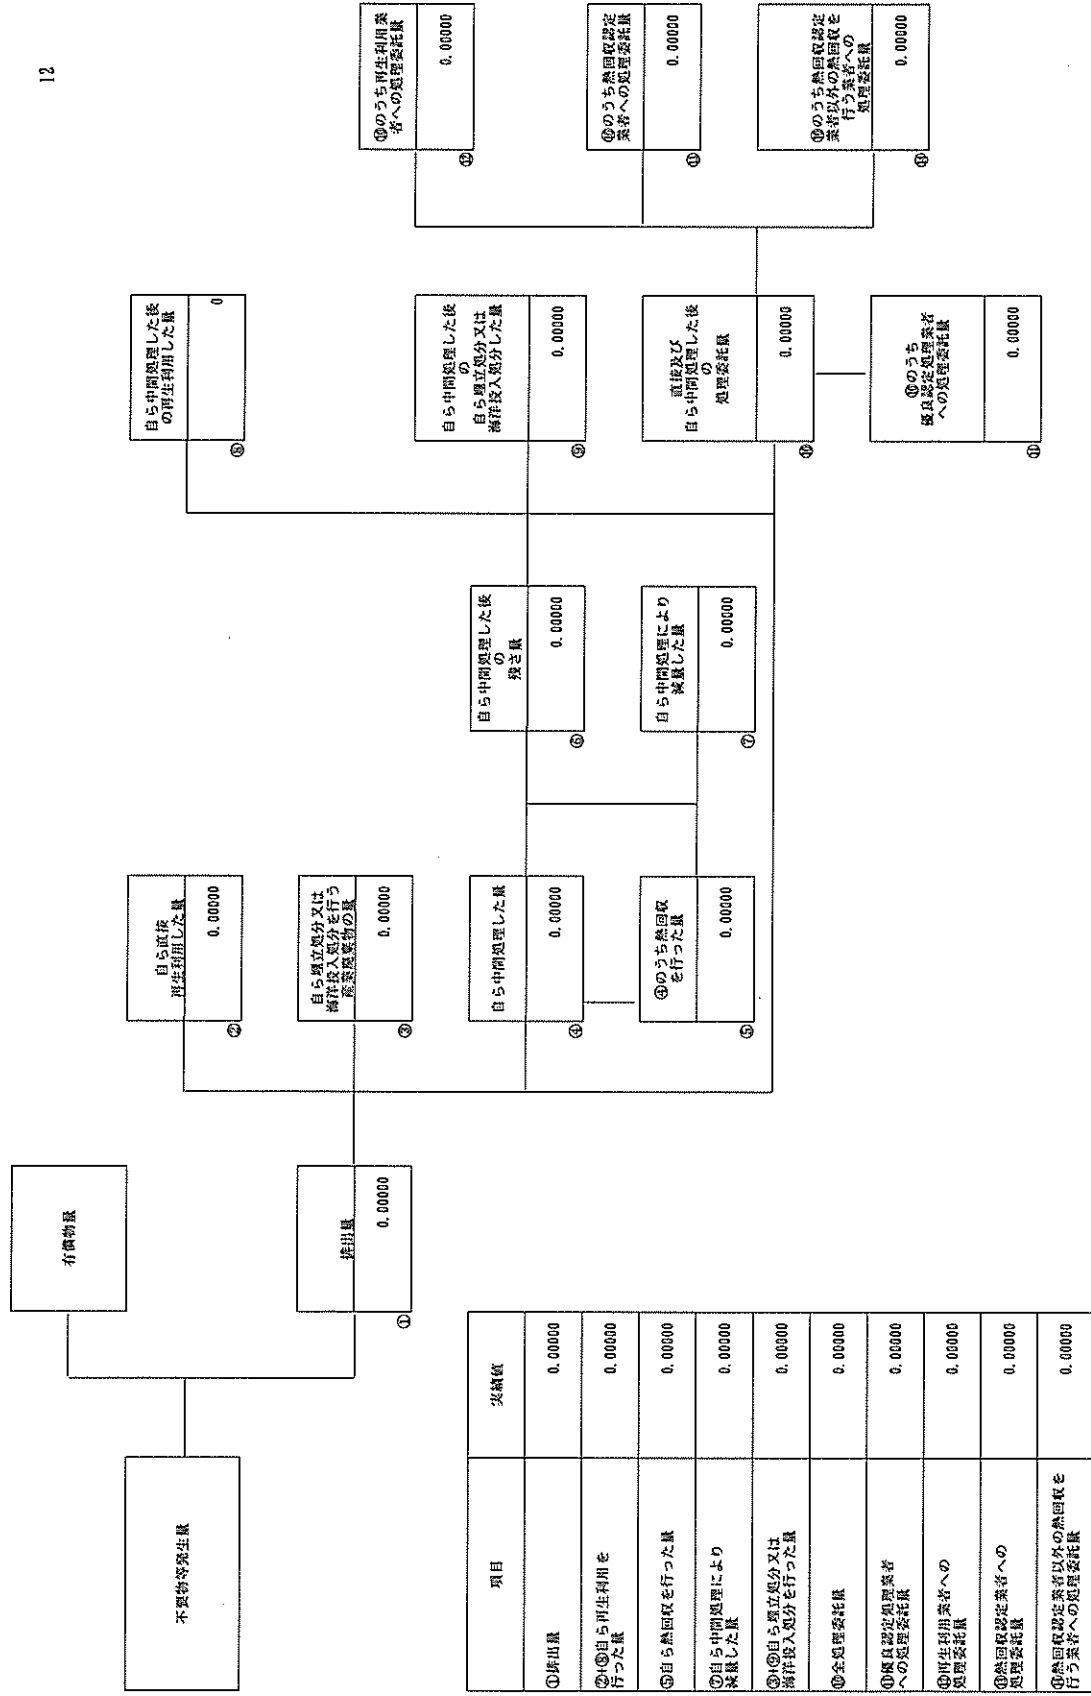 12
不要物等発生量
有償物量
排出量
0.00000
①
自ら直接
再生利用した量
0.00000
②
自ら埋立処分又は
海洋投入処分を行う
産業廃棄物の量
0.00000
③
自ら中間処理した量
0.00000
④
④のうち熱回収
を行った量
0.00000
⑤
自ら中間処理した後
の
残さ量
0.00000
⑥
自ら中間処理により
減量した量
0.00000
⑦
自ら中間処理した後
の再生利用した量
0
⑧
自ら中間処理した後
の
自ら埋立処分又は
海洋投入処分した量
0.00000
⑨
直接及び
自ら中間処理した後
の
処理委託量
0.00000
⑩
⑩のうち
優良認定処理業者
への処理委託量
0.00000
⑪
⑩のうち再生利用業
者への処理委託量
0.00000
⑫
⑩のうち熱回収認定
業者への処理委託量
0.00000
⑬
⑩のうち熱回収認定
業者以外の熱回収を
行う業者への
処理委託量
0.00000
⑭
項目 実績値
①排出量 0.00000
②+⑧自ら再生利用を
行った量 0.00000
⑤自ら熱回収を行った量 0.00000
⑦自ら中間処理により
減量した量 0.00000
③+⑨自ら埋立処分又は
海洋投入処分を行った量 0.00000
⑩全処理委託量 0.00000
⑪優良認定処理業者
への処理委託量 0.00000
⑫再生利用業者への
処理委託量 0.00000
⑬熱回収認定業者への
処理委託量 0.00000
⑭熱回収認定業者以外の熱回収を
行う業者への処理委託量 0.00000